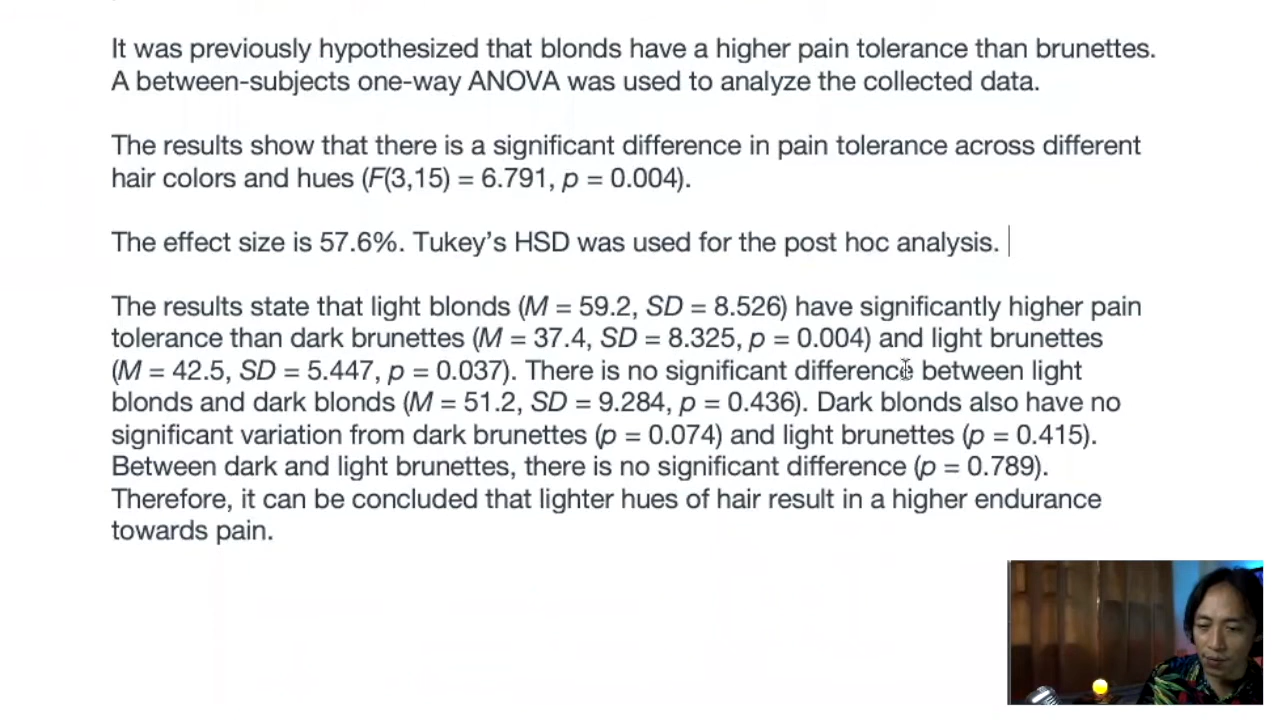 It was previously hypothesized that blonds have a higher pain tolerance than brunettes.
A between-subjects one-way ANOVA was used to analyze the collected data.
The results show that there is a significant difference in pain tolerance across different
hair colors and hues (F(3,15) = 6.791, p = 0.004).
The effect size is 57.6%. Tukey’s HSD was used for the post hoc analysis.
The results state that light blonds (M = 59.2, SD = 8.526) have significantly higher pain
tolerance than dark brunettes (M = 37.4, SD = 8.325, p = 0.004) and light brunettes
(M = 42.5, SD = 5.447, p = 0.037). There is no significant difference between light
blonds and dark blonds (M = 51.2, SD = 9.284, p = 0.436). Dark blonds also have no
significant variation from dark brunettes (p = 0.074) and light brunettes (p = 0.415).
Between dark and light brunettes, there is no significant difference (p = 0.789).
Therefore, it can be concluded that lighter hues of hair result in a higher endurance
towards pain.